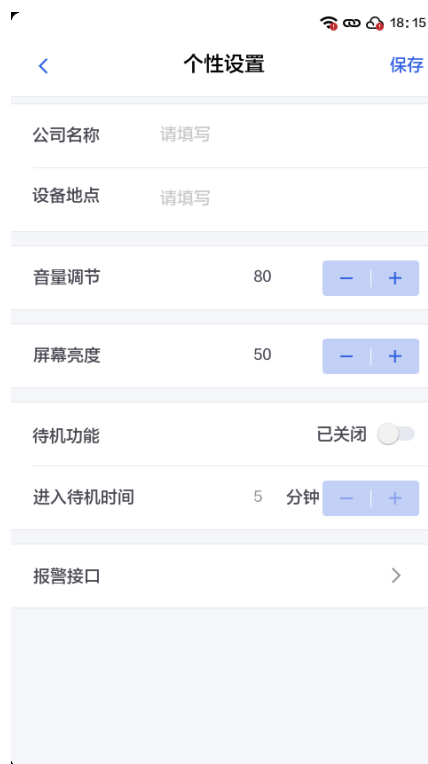 18:15
个性设置 保存
公司名称 请填写
设备地点 请填写
音量调节 80 − +
屏幕亮度 50 − +
待机功能 已关闭
进入待机时间 5 分钟 − +
报警接口